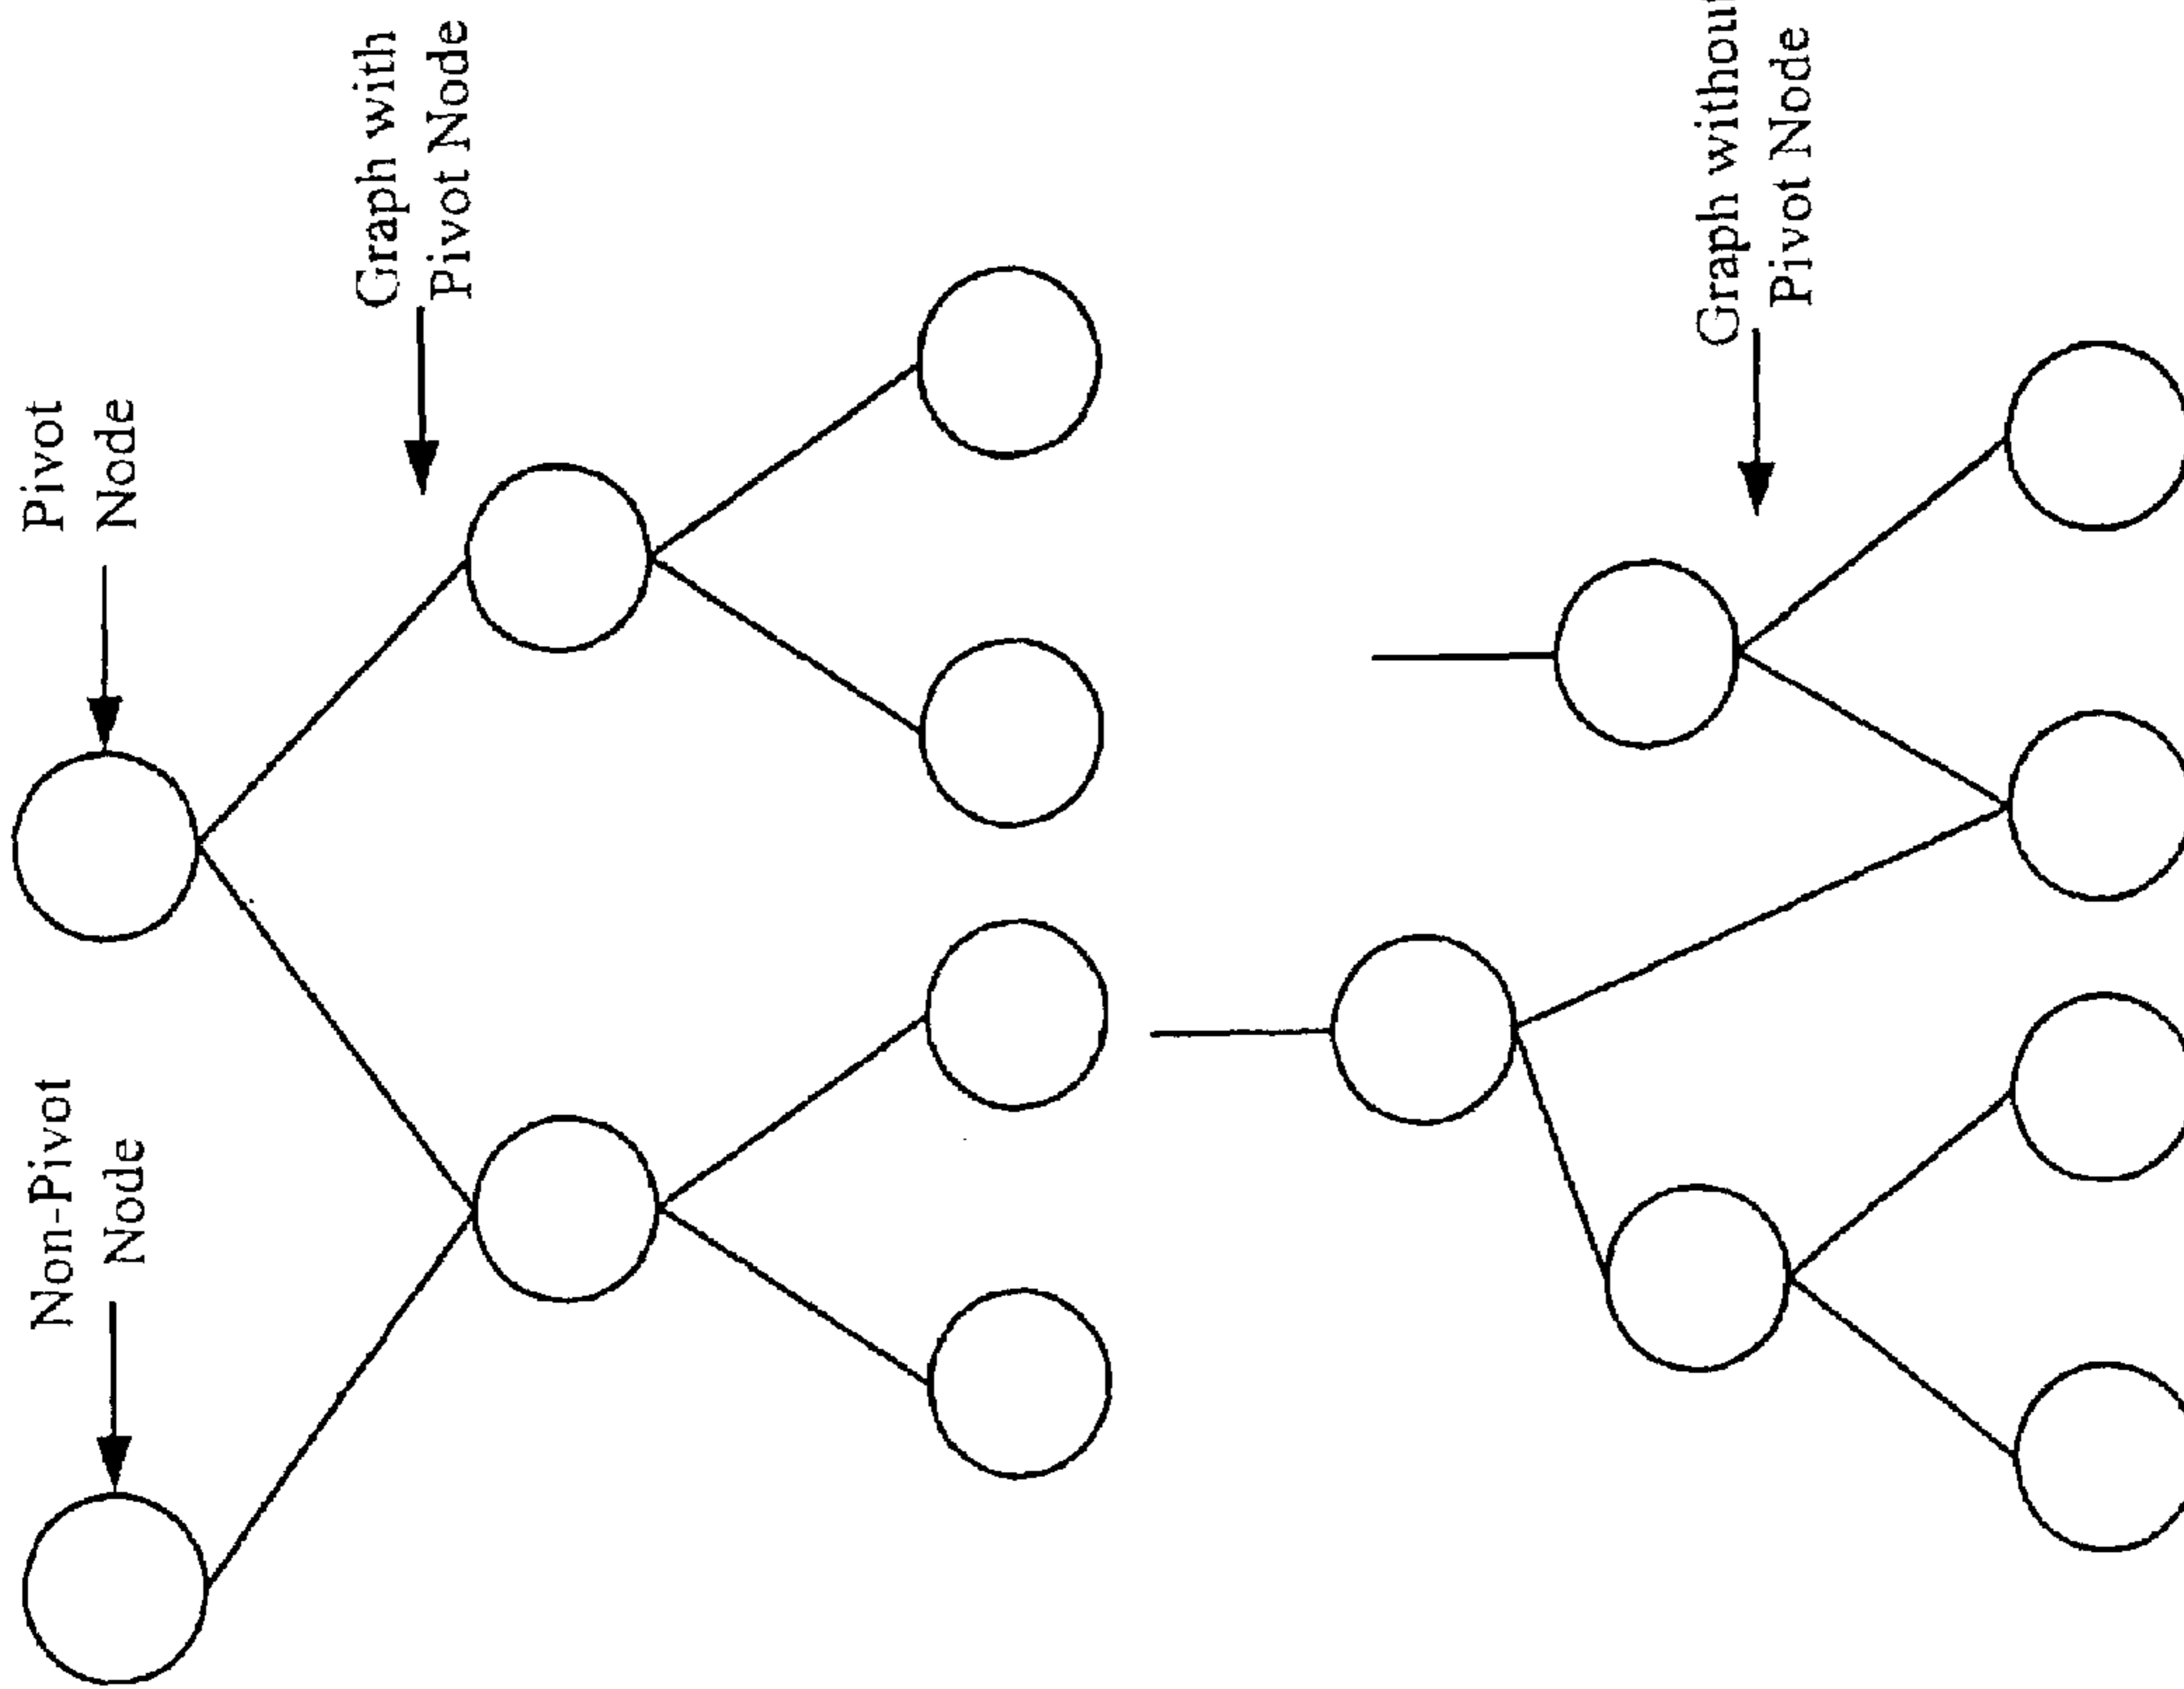 Non-Pivot
Node
Pivot
Node
Graph with
Pivot Node
Graph without
Pivot Node